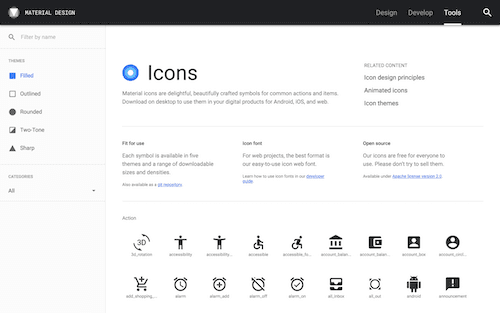 MATERIAL DESIGN
Design Develop Tools
Filter by name
THEMES
Filled
Outlined
Rounded
Two-Tone
Sharp
CATEGORIES
All
Icons
Material icons are delightful, beautifully crafted symbols for common actions and items.
Download on desktop to use them in your digital products for Android, iOS, and web.
RELATED CONTENT
Icon design principles
Animated icons
Icon themes
Fit for use
Each symbol is available in five
themes and a range of downloadable
sizes and densities.
Also available as a git repository.
Icon font
For web projects, the best format is
our easy-to-use icon web font.
Learn how to use icon fonts in our developer
guide.
Open source
Our icons are free for everyone to
use. Please don't try to sell them.
Available under Apache license version 2.0.
Action
3D
3d_rotation accessibility accessibility... accessible accessible_fo... account_balan... account_balan... account_box account_circl...
add_shopping_... alarm alarm_add alarm_off alarm_on all_inbox all_out android announcement